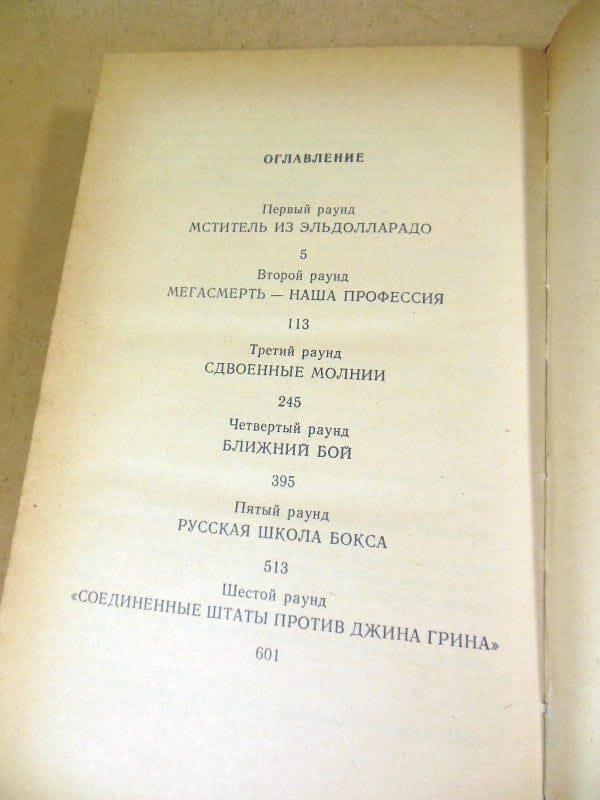 ОГЛАВЛЕНИЕ
Первый раунд
МСТИТЕЛЬ ИЗ ЭЛЬДОЛЛАРАДО
5
Второй раунд
МЕГАСМЕРТЬ — НАША ПРОФЕССИЯ
113
Третий раунд
СДВОЕННЫЕ МОЛНИИ
245
Четвертый раунд
БЛИЖНИЙ БОЙ
395
Пятый раунд
РУССКАЯ ШКОЛА БОКСА
513
Шестой раунд
«СОЕДИНЕННЫЕ ШТАТЫ ПРОТИВ ДЖИНА ГРИНА»
601